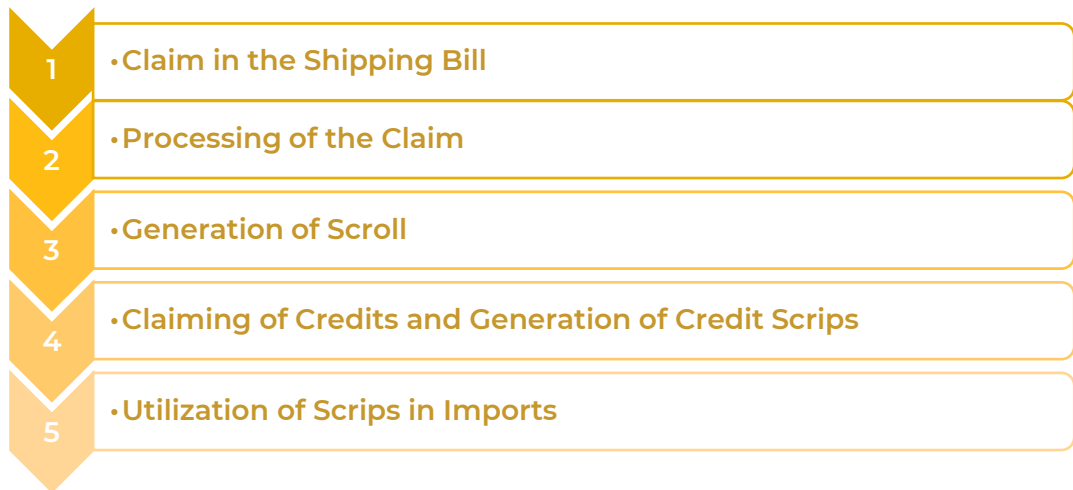 1 •Claim in the Shipping Bill
2 •Processing of the Claim
3 •Generation of Scroll
4 •Claiming of Credits and Generation of Credit Scrips
5 •Utilization of Scrips in Imports